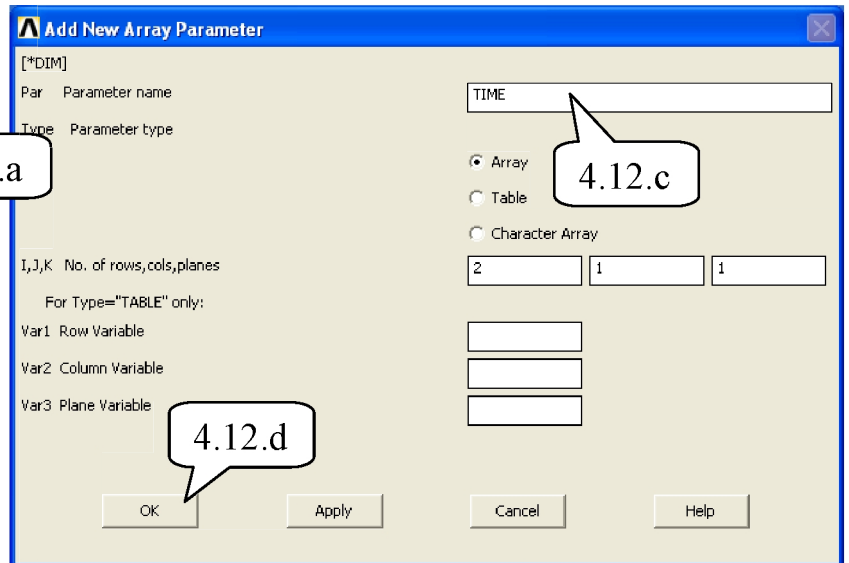 Add New Array Parameter
[*DIM]
Par Parameter name
TIME
Type Parameter type
.a
Array
4.12.c
Table
Character Array
I,J,K No. of rows,cols,planes
2 1 1
For Type="TABLE" only:
Var1 Row Variable
Var2 Column Variable
Var3 Plane Variable
4.12.d
OK Apply Cancel Help